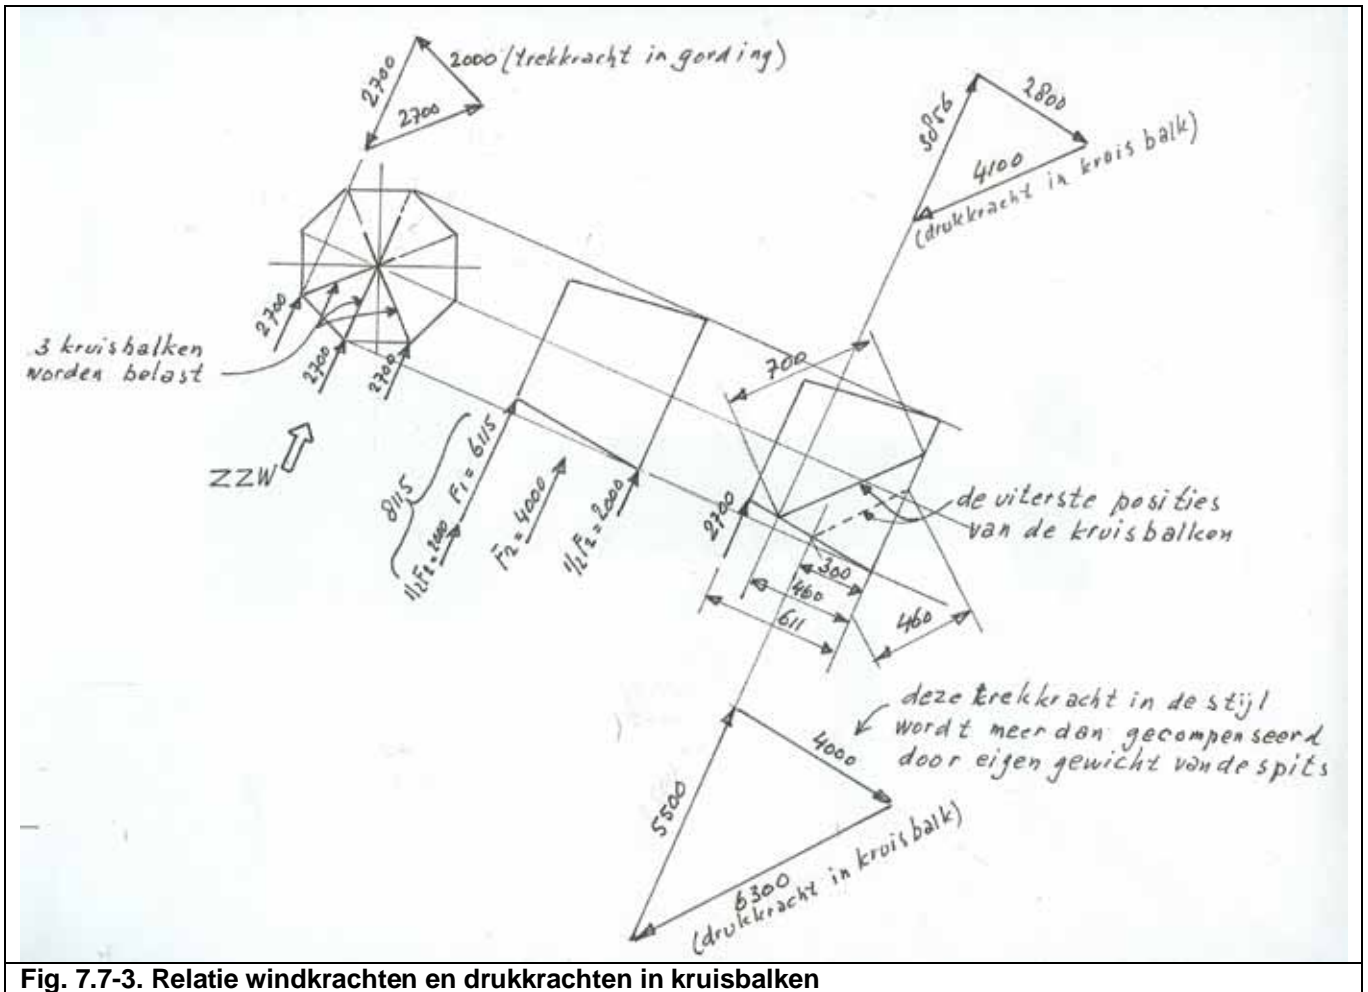 2700
2000 (trekkracht in gording)
2700
3056
2800
4100
(drukkracht in kruisbalk)
2700
2700
2700
3 kruisbalken
worden belast
ZZW
8115
½F2=2000
F1=6115
F2=4000
½F2=2000
700
2700
de uiterste posities
van de kruisbalken
300
460
611
460
deze trekkracht in de stijl
wordt meer dan gecompenseerd
door eigen gewicht van de spits
5500
4000
6300
(drukkracht in kruisbalk)
Fig. 7.7-3. Relatie windkrachten en drukkrachten in kruisbalken